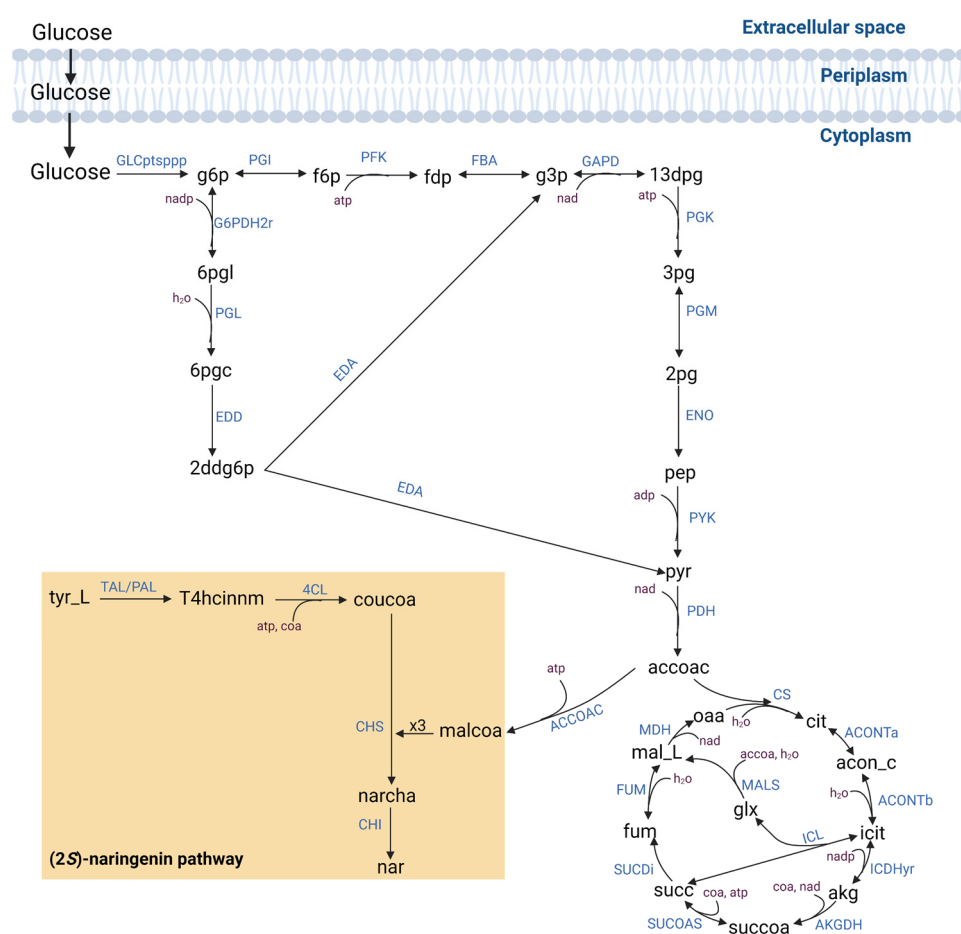 Glucose
Extracellular space
Periplasm
Glucose
Cytoplasm
Glucose
GLCptsppp
g6p
PGI
f6p
PFK
atp
fdp
FBA
g3p
GAPD
nad
13dpg
nadp
G6PDH2r
atp
PGK
6pgl
3pg
h₂o
PGL
PGM
6pgc
2pg
EDA
EDD
ENO
2ddg6p
pep
EDA
adp
PYK
pyr
nad
PDH
tyr_L
TAL/PAL
T4hcinnm
4CL
atp, coa
coucoa
accoac
atp
ACCOAC
CS
CHS
x3
malcoa
oaa
h₂o
cit
MDH
nad
ACONTa
mal_L
accoa, h₂o
acon_c
FUM
h₂o
MALS
h₂o
ACONTb
narcha
glx
CHI
fum
ICL
icit
(2S)-naringenin pathway
nar
SUCDi
nadp
ICDHyr
succ
coa, atp
coa, nad
akg
SUCOAS
succoa
AKGDH